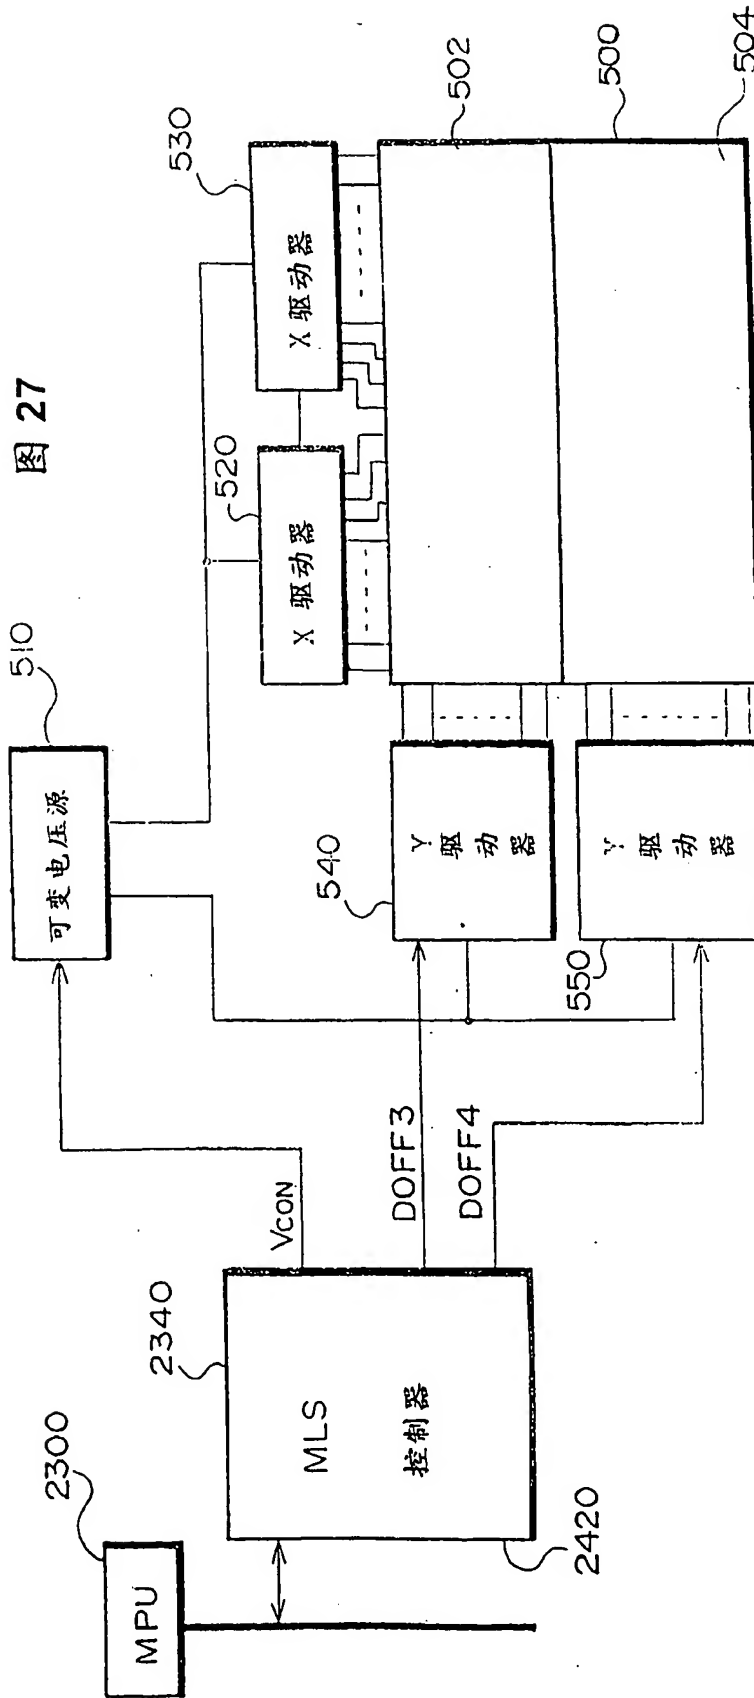 图 27
MPU
2300
MLS
控制器
2340
2420
VCON
DOFF3
DOFF4
可变电压源
510
X 驱动器
520
X 驱动器
530
Y 驱动器
540
Y 驱动器
550
502
500
504